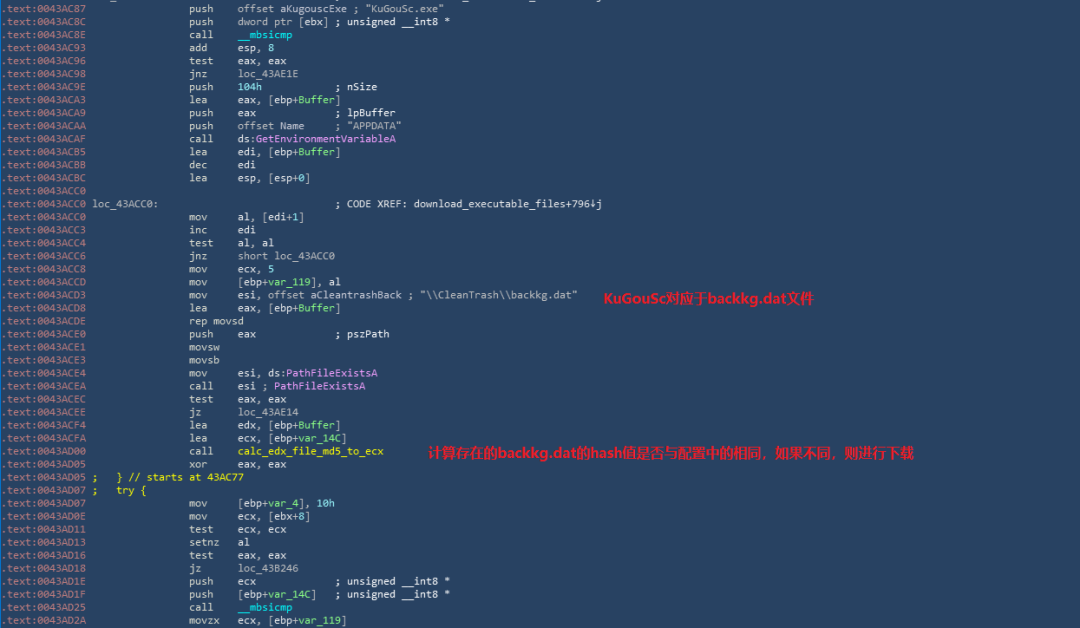 .text:0043AC87 push offset aKugouscExe ; "KuGouSc.exe"
.text:0043AC8C push dword ptr [ebx] ; unsigned __int8 *
.text:0043AC8E call __mbsicmp
.text:0043AC93 add esp, 8
.text:0043AC96 test eax, eax
.text:0043AC98 jnz loc_43AE1E
.text:0043AC9E push 104h ; nSize
.text:0043ACA3 lea eax, [ebp+Buffer]
.text:0043ACA9 push eax ; lpBuffer
.text:0043ACAA push offset Name ; "APPDATA"
.text:0043ACAF call ds:GetEnvironmentVariableA
.text:0043ACB5 lea edi, [ebp+Buffer]
.text:0043ACBB dec edi
.text:0043ACBC lea esp, [esp+0]
.text:0043ACC0
.text:0043ACC0 loc_43ACC0: ; CODE XREF: download_executable_files+796↓j
.text:0043ACC0 mov al, [edi+1]
.text:0043ACC3 inc edi
.text:0043ACC4 test al, al
.text:0043ACC6 jnz short loc_43ACC0
.text:0043ACC8 mov ecx, 5
.text:0043ACCD mov [ebp+var_119], al
.text:0043ACD3 mov esi, offset aCleantrashBack ; "\\CleanTrash\\backkg.dat" KuGouSc对应于backkg.dat文件
.text:0043ACD8 lea eax, [ebp+Buffer]
.text:0043ACDE rep movsd
.text:0043ACE0 push eax ; pszPath
.text:0043ACE1 movsw
.text:0043ACE3 movsb
.text:0043ACE4 mov esi, ds:PathFileExistsA
.text:0043ACEA call esi ; PathFileExistsA
.text:0043ACEC test eax, eax
.text:0043ACEE jz loc_43AE14
.text:0043ACF4 lea edx, [ebp+Buffer]
.text:0043ACFA lea ecx, [ebp+var_14C]
.text:0043AD00 call calc_edx_file_md5_to_ecx 计算存在的backkg.dat的hash值是否与配置中的相同，如果不同，则进行下载
.text:0043AD05 xor eax, eax
.text:0043AD05 ; } // starts at 43AC77
.text:0043AD07 ; try {
.text:0043AD07 mov [ebp+var_4], 10h
.text:0043AD0E mov ecx, [ebx+8]
.text:0043AD11 test ecx, ecx
.text:0043AD13 setnz al
.text:0043AD16 test eax, eax
.text:0043AD18 jz loc_43B246
.text:0043AD1E push ecx ; unsigned __int8 *
.text:0043AD1F push [ebp+var_14C] ; unsigned __int8 *
.text:0043AD25 call __mbsicmp
.text:0043AD2A movzx ecx, [ebp+var_119]